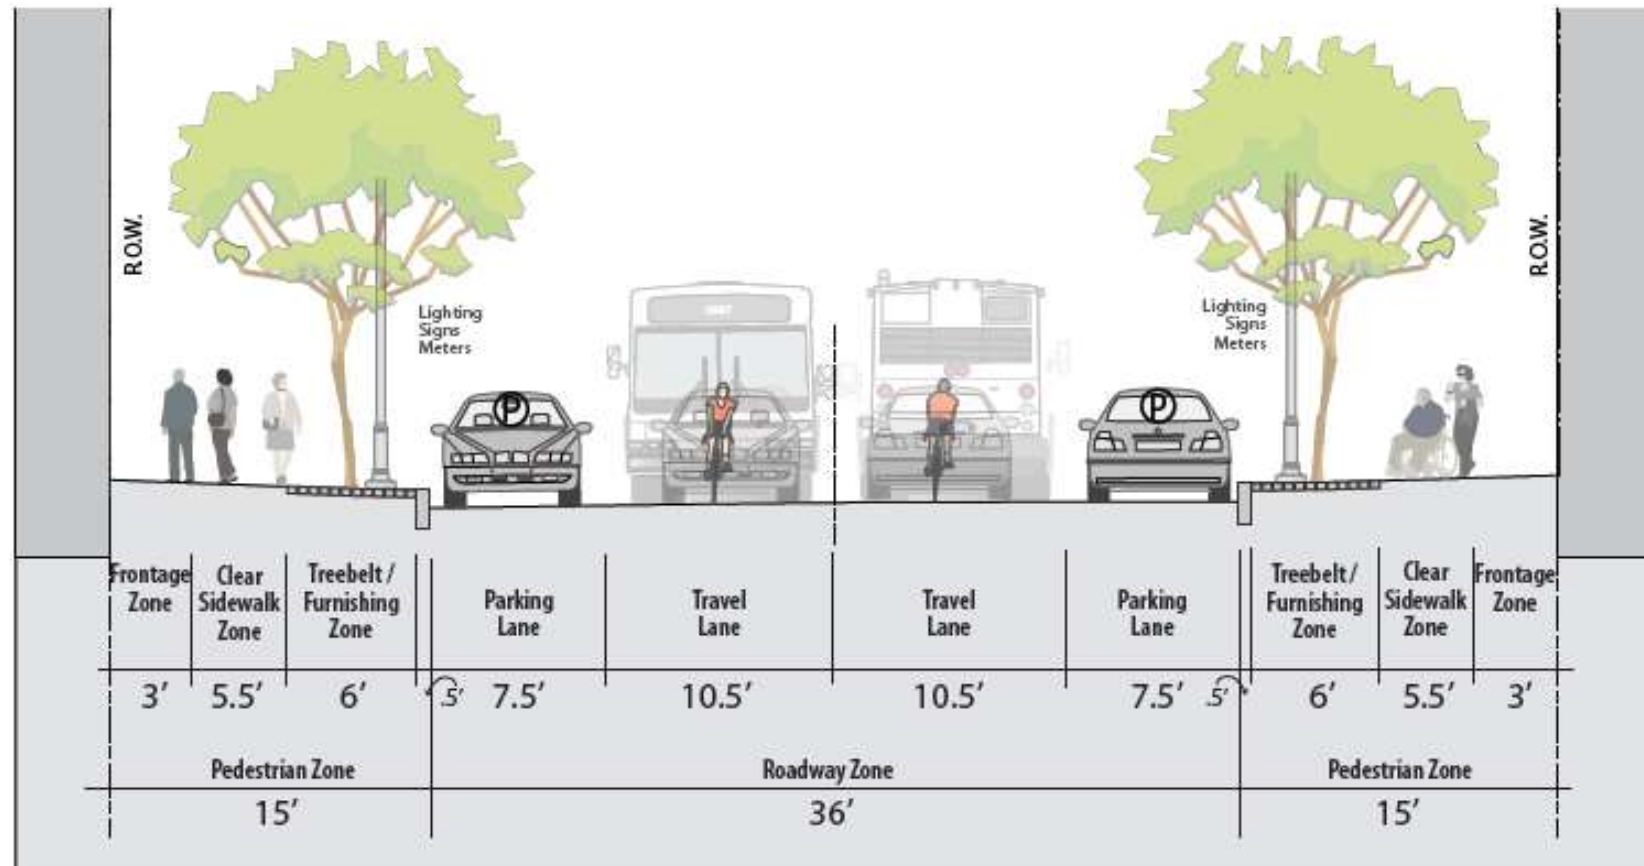 R.O.W.
R.O.W.
Lighting
Signs
Meters
Lighting
Signs
Meters
P
P
Frontage
Zone
Clear
Sidewalk
Zone
Treebelt /
Furnishing
Zone
Parking
Lane
Travel
Lane
Travel
Lane
Parking
Lane
Treebelt /
Furnishing
Zone
Clear
Sidewalk
Zone
Frontage
Zone
3’ 5.5’ 6’ .5’ 7.5’ 10.5’ 10.5’ 7.5’ .5’ 6’ 5.5’ 3’
Pedestrian Zone Roadway Zone Pedestrian Zone
15’ 36’ 15’